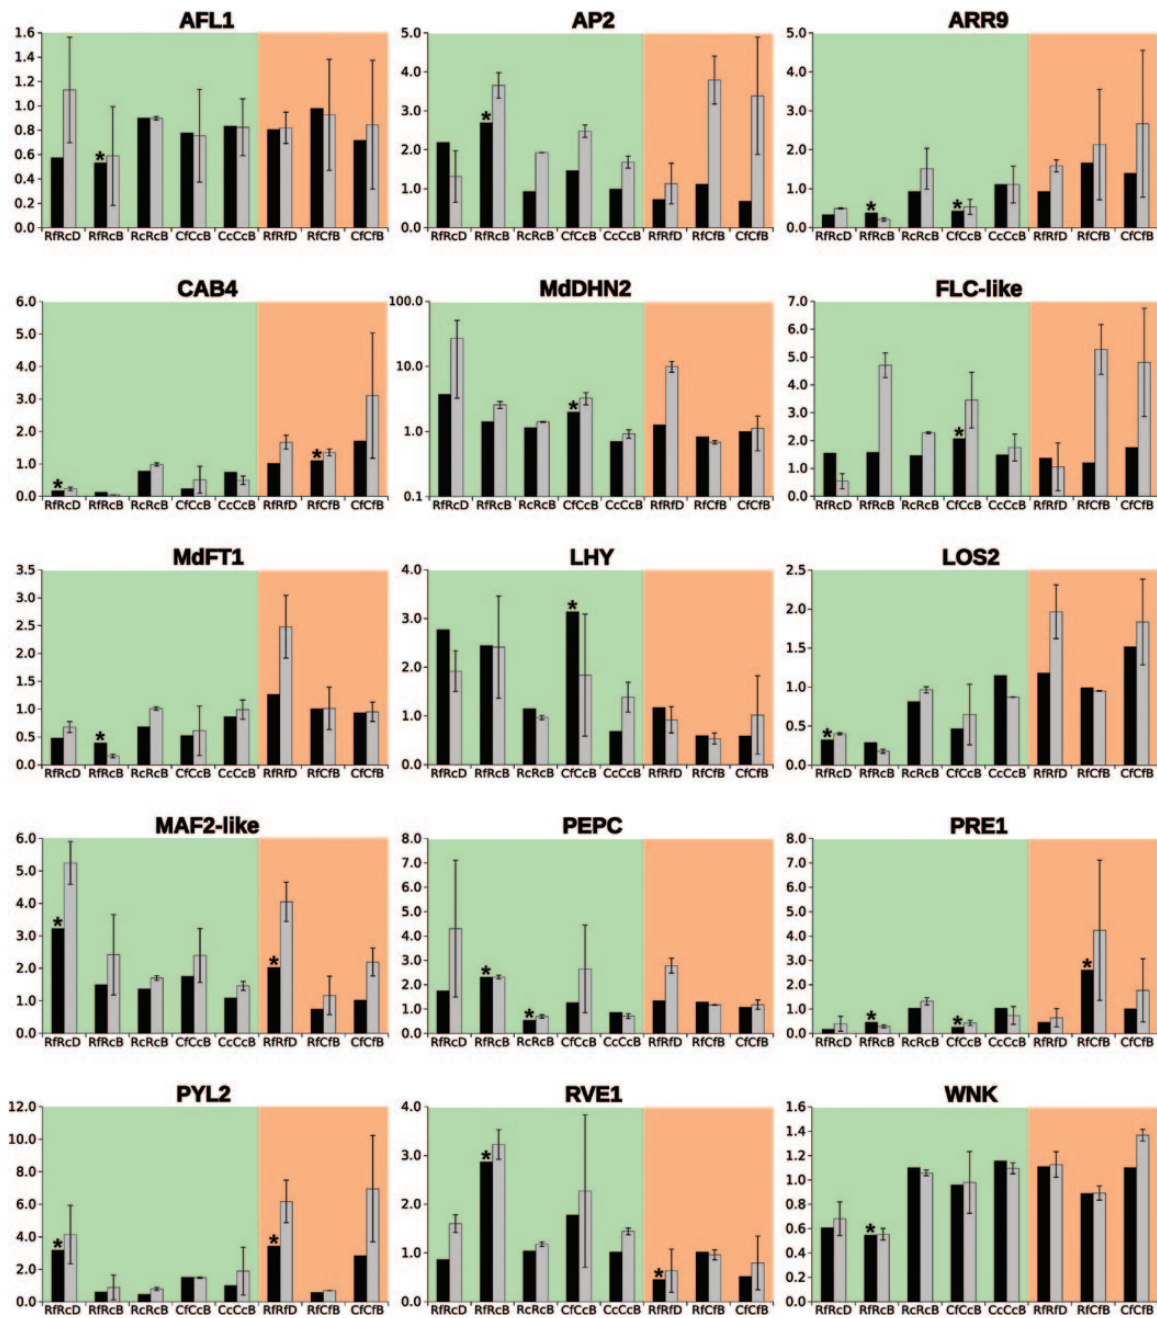 AFL1 AP2 ARR9
1.6 5.0 5.0
1.4
1.2 4.0 4.0
1.0 3.0 3.0
0.8
0.6 2.0 2.0
0.4 1.0 1.0
0.2
0.0 0.0 0.0
RfRcD RfRcB RcRcB CfCcB CcCcB RfRfD RfCfB CfCfB RfRcD RfRcB RcRcB CfCcB CcCcB RfRfD RfCfB CfCfB RfRcD RfRcB RcRcB CfCcB CcCcB RfRfD RfCfB CfCfB
* * * *
CAB4 MdDHN2 FLC-like
6.0 100.0 7.0
5.0 6.0
4.0 10.0 5.0
3.0 4.0
2.0 1.0 3.0
1.0 2.0
0.0 0.1 1.0
0.0
RfRcD RfRcB RcRcB CfCcB CcCcB RfRfD RfCfB CfCfB RfRcD RfRcB RcRcB CfCcB CcCcB RfRfD RfCfB CfCfB RfRcD RfRcB RcRcB CfCcB CcCcB RfRfD RfCfB CfCfB
* * * *
MdFT1 LHY LOS2
3.5 4.0 2.5
3.0
2.5 3.0 2.0
2.0 1.5
1.5 2.0 1.0
1.0 1.0 0.5
0.5
0.0 0.0 0.0
RfRcD RfRcB RcRcB CfCcB CcCcB RfRfD RfCfB CfCfB RfRcD RfRcB RcRcB CfCcB CcCcB RfRfD RfCfB CfCfB RfRcD RfRcB RcRcB CfCcB CcCcB RfRfD RfCfB CfCfB
* * *
MAF2-like PEPC PRE1
6.0 8.0 8.0
5.0 7.0 7.0
4.0 6.0 6.0
3.0 5.0 5.0
2.0 4.0 4.0
1.0 3.0 3.0
0.0 2.0 2.0
1.0 1.0
0.0 0.0
RfRcD RfRcB RcRcB CfCcB CcCcB RfRfD RfCfB CfCfB RfRcD RfRcB RcRcB CfCcB CcCcB RfRfD RfCfB CfCfB RfRcD RfRcB RcRcB CfCcB CcCcB RfRfD RfCfB CfCfB
* * * * * * *
PYL2 RVE1 WNK
12.0 4.0 1.6
10.0 1.4
8.0 3.0 1.2
6.0 1.0
4.0 2.0 0.8
2.0 0.6
0.0 1.0 0.4
0.2
0.0 0.0
RfRcD RfRcB RcRcB CfCcB CcCcB RfRfD RfCfB CfCfB RfRcD RfRcB RcRcB CfCcB CcCcB RfRfD RfCfB CfCfB RfRcD RfRcB RcRcB CfCcB CcCcB RfRfD RfCfB CfCfB
* * * * *